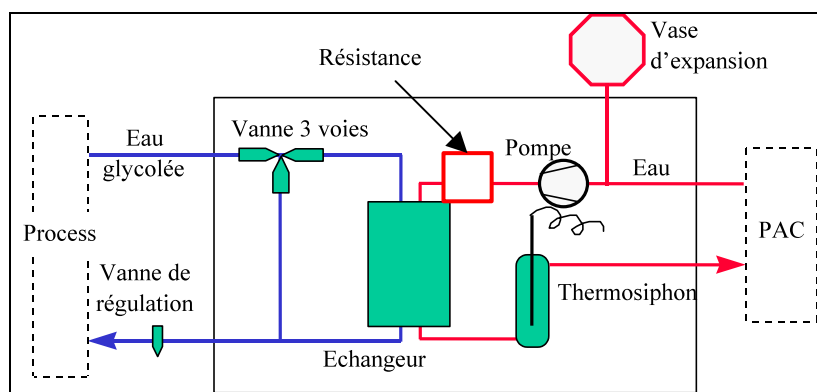 Vase
d'expansion
Résistance
Vanne 3 voies
Pompe
Eau
glycolée
Eau
Process
PAC
Vanne de
régulation
Thermosiphon
Echangeur